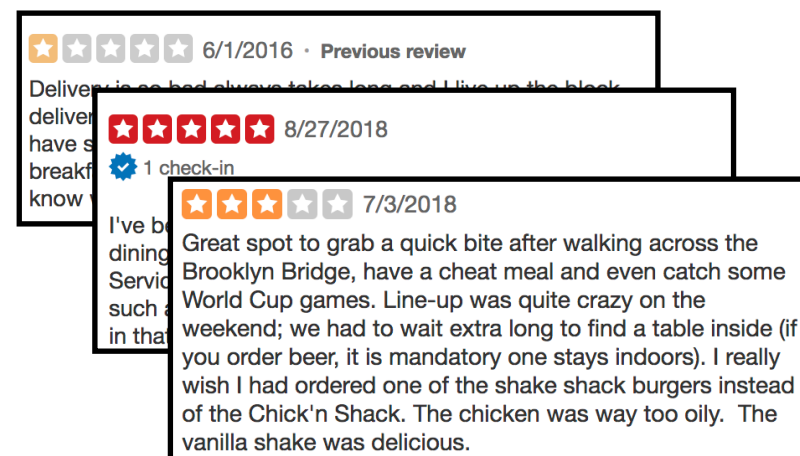 6/1/2016 · Previous review
Delivery is so bad always takes long and I live up the block
deliver
have s
breakf
know
8/27/2018
1 check-in
I've be
dining
Servic
such a
in that
7/3/2018
Great spot to grab a quick bite after walking across the
Brooklyn Bridge, have a cheat meal and even catch some
World Cup games. Line-up was quite crazy on the
weekend; we had to wait extra long to find a table inside (if
you order beer, it is mandatory one stays indoors). I really
wish I had ordered one of the shake shack burgers instead
of the Chick'n Shack. The chicken was way too oily.  The
vanilla shake was delicious.